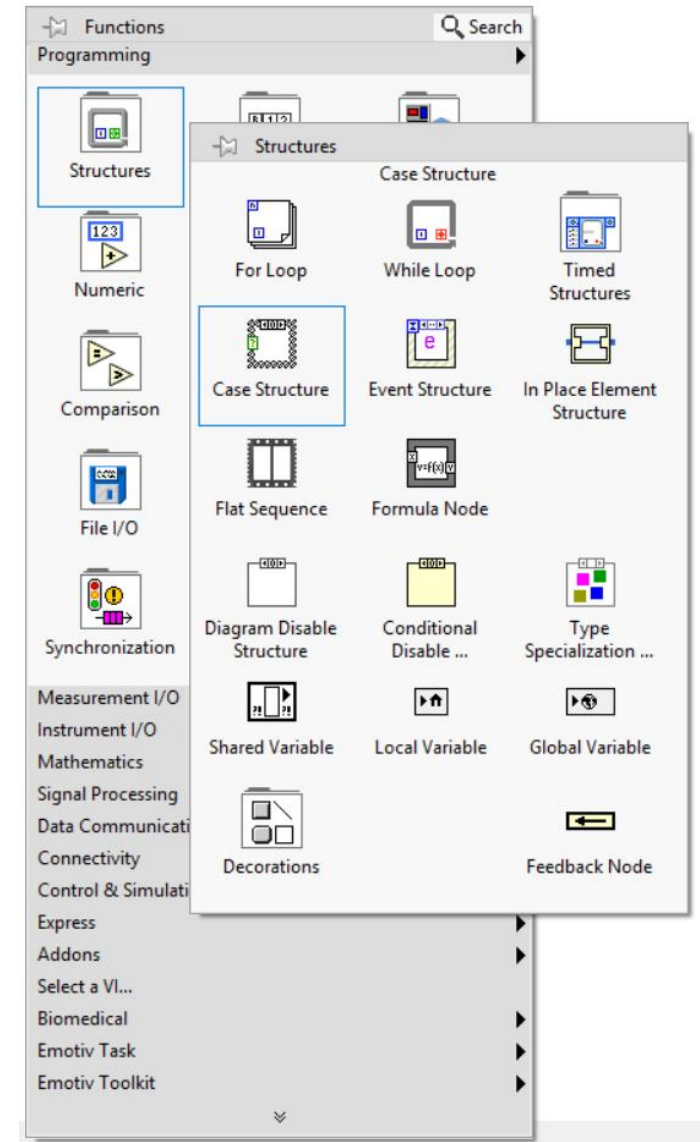 Functions
Search
Programming
Structures
Numeric
Comparison
File I/O
Synchronization
Structures
Case Structure
For Loop
While Loop
Timed
Structures
Case Structure
Event Structure
In Place Element
Structure
Flat Sequence
Formula Node
Diagram Disable
Structure
Conditional
Disable ...
Type
Specialization ...
Shared Variable
Local Variable
Global Variable
Decorations
Feedback Node
Measurement I/O
Instrument I/O
Mathematics
Signal Processing
Data Communicati
Connectivity
Control & Simulati
Express
Addons
Select a VI...
Biomedical
Emotiv Task
Emotiv Toolkit